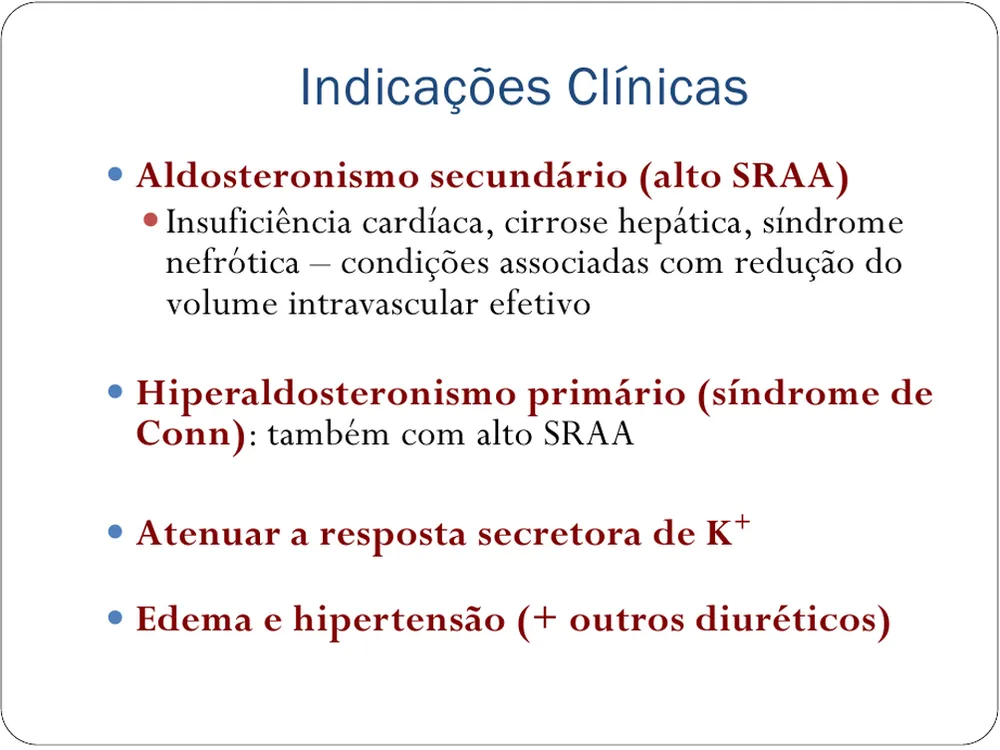 Indicações Clínicas
• Aldosteronismo secundário (alto SRAA)
• Insuficiência cardíaca, cirrose hepática, síndrome
nefrótica – condições associadas com redução do
volume intravascular efetivo
• Hiperaldosteronismo primário (síndrome de
Conn): também com alto SRAA
• Atenuar a resposta secretora de K⁺
• Edema e hipertensão (+ outros diuréticos)